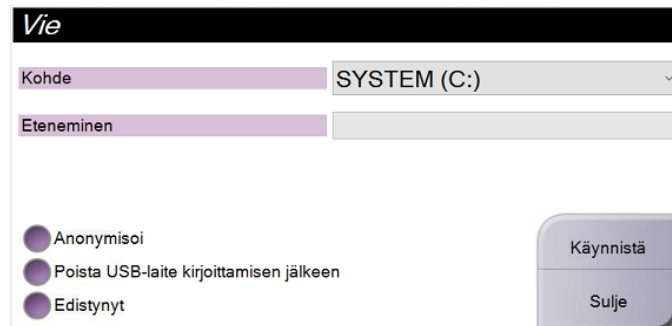 Vie
Kohde
SYSTEM (C:)
Eteneminen
Anonymisoi
Poista USB-laite kirjoittamisen jälkeen
Edistynyt
Käynnistä
Sulje